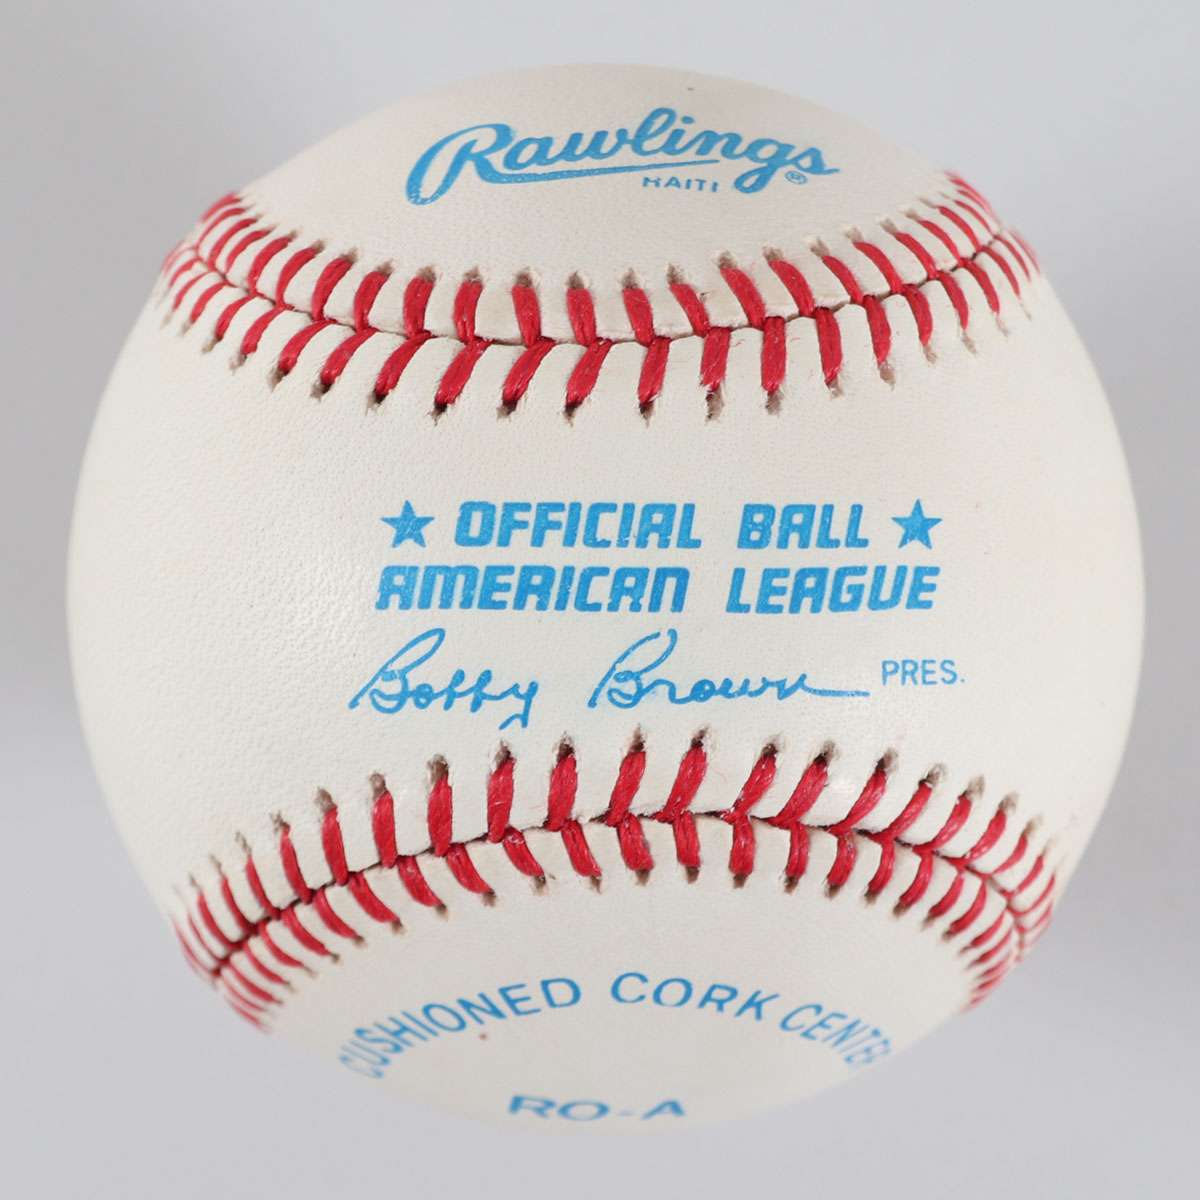 Rawlings®
HAITI
★ OFFICIAL BALL ★
AMERICAN LEAGUE
Bobby Brown PRES.
CUSHIONED CORK CENTER
RO-A